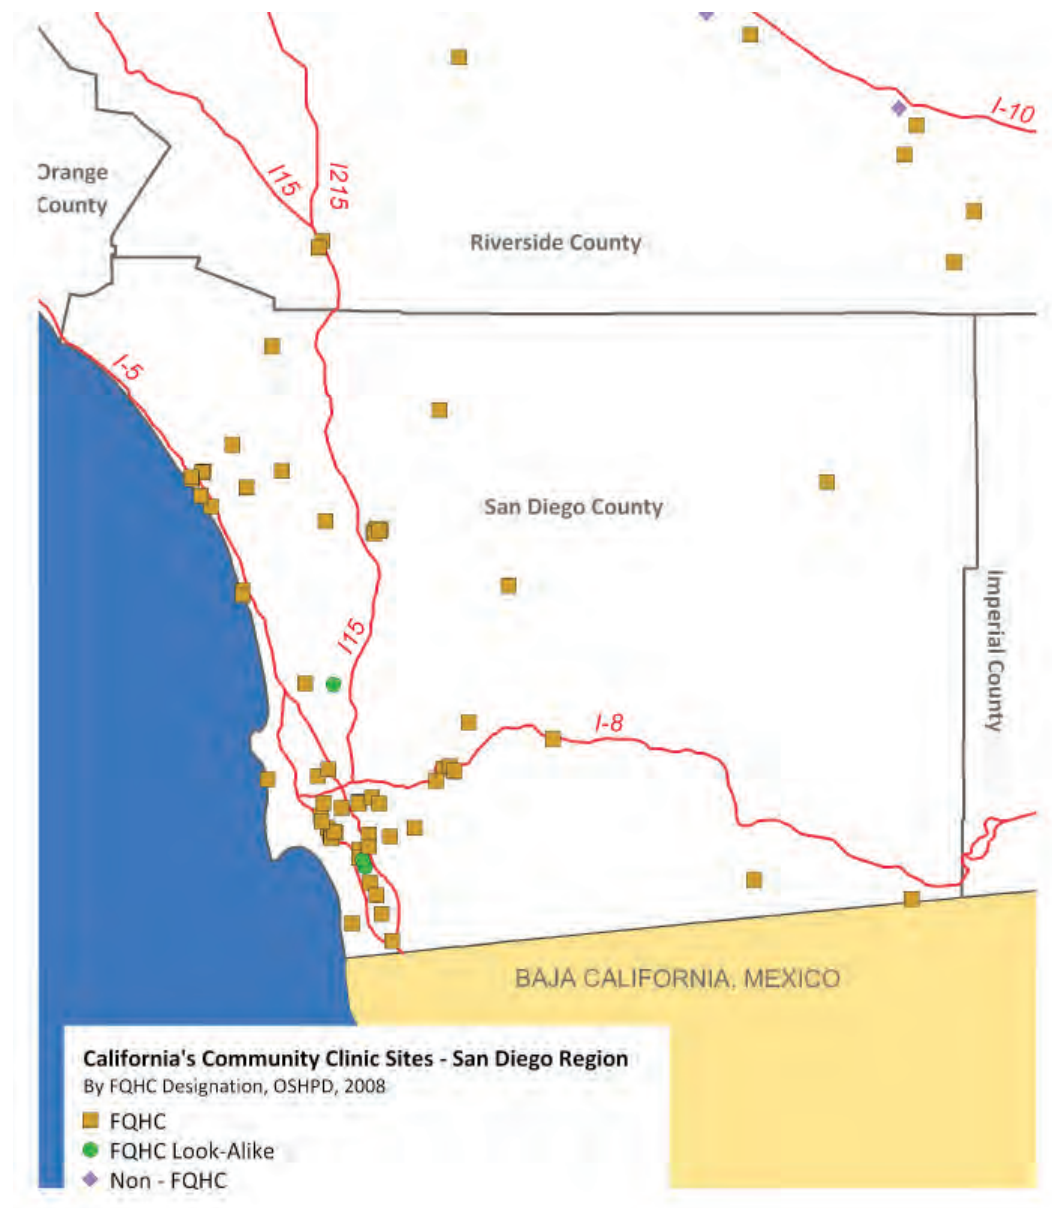 I-10
Orange
County
I15
I215
Riverside County
I-5
San Diego County
Imperial County
I15
I-8
BAJA CALIFORNIA, MEXICO
California's Community Clinic Sites - San Diego Region
By FQHC Designation, OSHPD, 2008
FQHC
FQHC Look-Alike
Non - FQHC